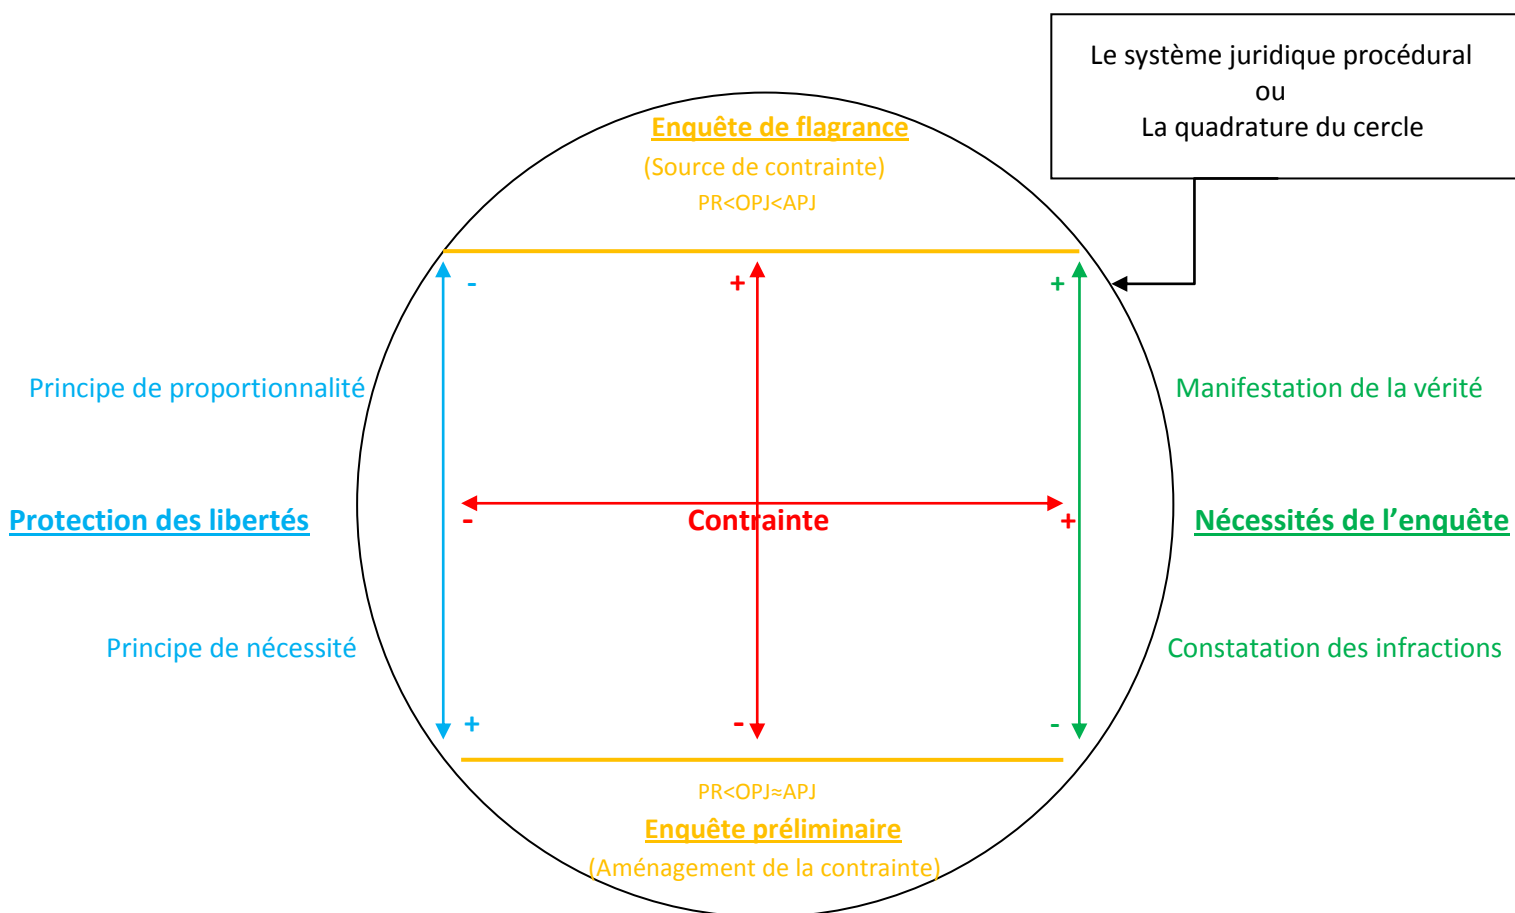 Le système juridique procédural
ou
La quadrature du cercle
Enquête de flagrance
(Source de contrainte)
PR<OPJ<APJ
- + +
Principe de proportionnalité
Manifestation de la vérité
Protection des libertés
- Contrainte +
Nécessités de l’enquête
Principe de nécessité
Constatation des infractions
+ - -
PR<OPJ≈APJ
Enquête préliminaire
(Aménagement de la contrainte)